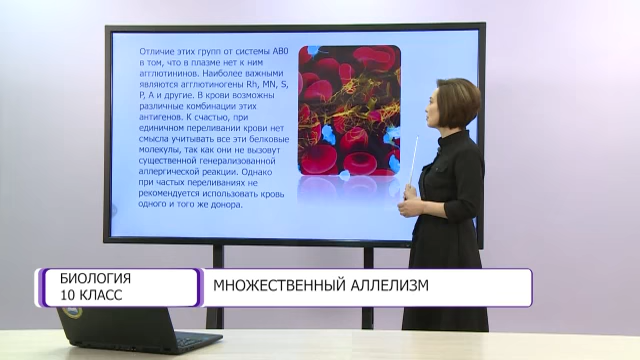 Отличие этих групп от системы АВ0
в том, что в плазме нет к ним
агглютининов. Наиболее важными
являются агглютиногены Rh, MN, S,
P, A и другие. В крови возможны
различные комбинации этих
антигенов. К счастью, при
единичном переливании крови нет
смысла учитывать все эти белковые
молекулы, так как они не вызовут
существенной генерализованной
аллергической реакции. Однако
при частых переливаниях не
рекомендуется использовать кровь
одного и того же донора.
БИОЛОГИЯ
10 КЛАСС
МНОЖЕСТВЕННЫЙ АЛЛЕЛИЗМ